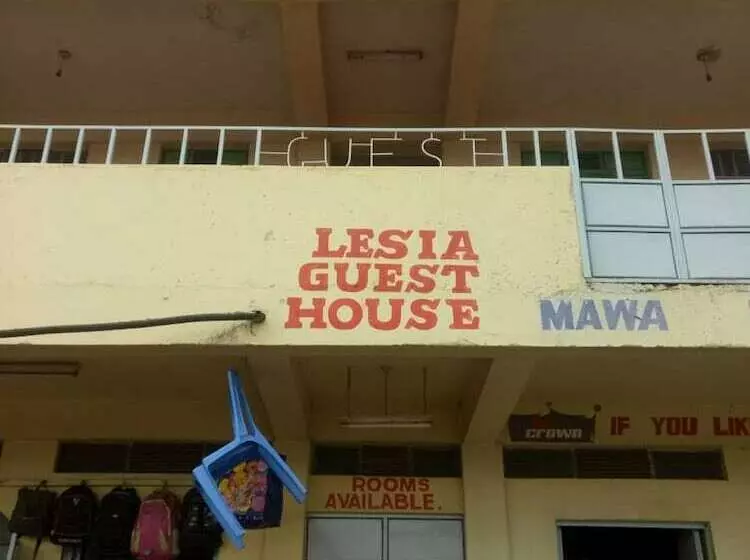 GUEST
LESIA
GUEST
HOUSE
MAWA
CROWN
IF YOU LIK
ROOMS
AVAILABLE.